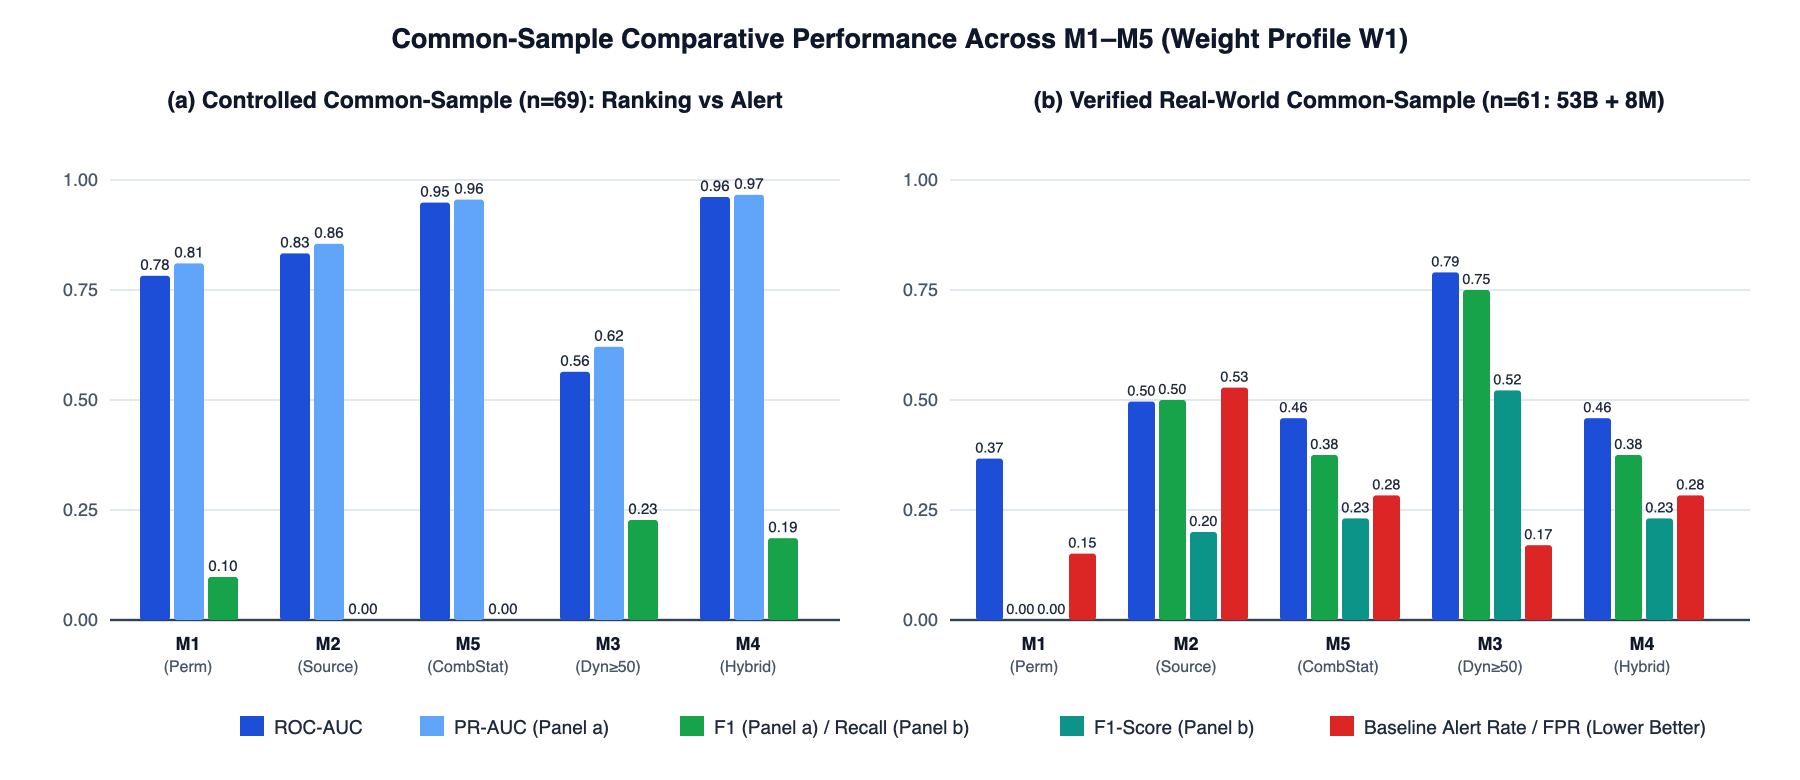 Common-Sample Comparative Performance Across M1–M5 (Weight Profile W1)
(a) Controlled Common-Sample (n=69): Ranking vs Alert
1.00
0.75
0.50
0.25
0.00
0.78 0.81 0.10
0.83 0.86 0.00
0.95 0.96 0.00
0.56 0.62 0.23
0.96 0.97 0.19
M1 M2 M5 M3 M4
(Perm) (Source) (CombStat) (Dyn≥50) (Hybrid)
(b) Verified Real-World Common-Sample (n=61: 53B + 8M)
1.00
0.75
0.50
0.25
0.00
0.37 0.00 0.00 0.15
0.50 0.50 0.20 0.53
0.46 0.38 0.23 0.28
0.79 0.75 0.52 0.17
0.46 0.38 0.23 0.28
M1 M2 M5 M3 M4
(Perm) (Source) (CombStat) (Dyn≥50) (Hybrid)
ROC-AUC PR-AUC (Panel a) F1 (Panel a) / Recall (Panel b) F1-Score (Panel b) Baseline Alert Rate / FPR (Lower Better)